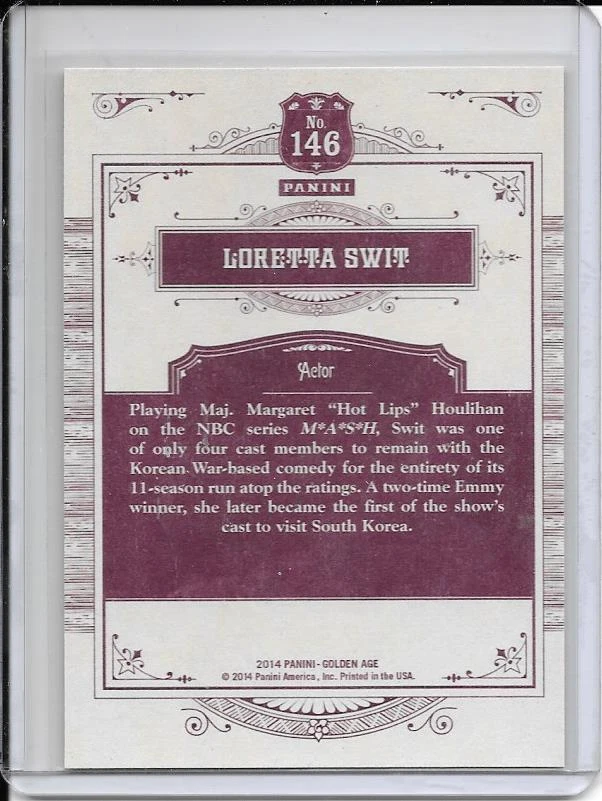 No.
146
PANINI
LORETTA SWIT
Actor
Playing Maj. Margaret “Hot Lips” Houlihan
on the NBC series M*A*S*H, Swit was one
of only four cast members to remain with the
Korean War-based comedy for the entirety of its
11-season run atop the ratings. A two-time Emmy
winner, she later became the first of the show’s
cast to visit South Korea.
2014 PANINI - GOLDEN AGE
© 2014 Panini America, Inc. Printed in the USA.